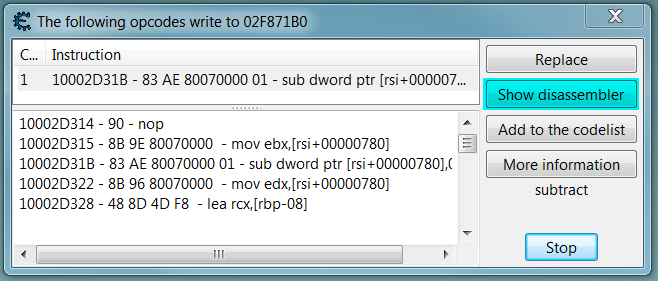 The following opcodes write to 02F871B0
C... Instruction
1 10002D31B - 83 AE 80070000 01 - sub dword ptr [rsi+000007...
10002D314 - 90 - nop
10002D315 - 8B 9E 80070000 - mov ebx,[rsi+00000780]
10002D31B - 83 AE 80070000 01 - sub dword ptr [rsi+00000780],0
10002D322 - 8B 96 80070000 - mov edx,[rsi+00000780]
10002D328 - 48 8D 4D F8 - lea rcx,[rbp-08]
Replace
Show disassembler
Add to the codelist
More information
subtract
Stop